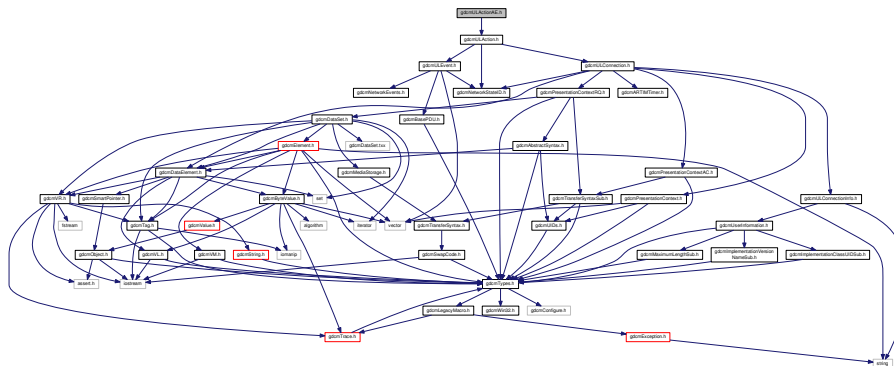 gdcmULActionAE.h
gdcmULAction.h
gdcmULEvent.h
gdcmULConnection.h
gdcmNetworkEvents.h
gdcmNetworkStateID.h
gdcmPresentationContextRQ.h
gdcmARTIMTimer.h
gdcmDataSet.h
gdcmBasePDU.h
gdcmElement.h
gdcmDataSet.txx
gdcmAbstractSyntax.h
gdcmDataElement.h
gdcmMediaStorage.h
gdcmPresentationContextAC.h
gdcmVR.h
gdcmSmartPointer.h
gdcmByteValue.h
set
gdcmTransferSyntaxSub.h
gdcmPresentationContext.h
gdcmULConnectionInfo.h
fstream
gdcmTag.h
gdcmValue.h
algorithm
iterator
vector
gdcmTransferSyntax.h
gdcmUIDs.h
gdcmUserInformation.h
gdcmObject.h
gdcmVL.h
gdcmVM.h
gdcmString.h
iomanip
gdcmSwapCode.h
gdcmMaximumLengthSub.h
gdcmImplementationVersion
NameSub.h
gdcmImplementationClassUIDSub.h
assert.h
iostream
gdcmTypes.h
gdcmLegacyMacro.h
gdcmWin32.h
gdcmConfigure.h
gdcmTrace.h
gdcmException.h
string